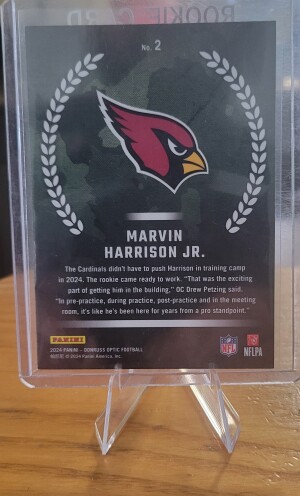 ROOKIE CARD
No. 2
MARVIN
HARRISON JR.
The Cardinals didn't have to push Harrison in training camp
in 2024. The rookie came ready to work. "That was the exciting
part of getting him in the building," OC Drew Petzing said.
"In pre-practice, during practice, post-practice and in the meeting
room, it's like he's been here for years from a pro standpoint."
PANINI
2024 PANINI - DONRUSS OPTIC FOOTBALL
© 2024 Panini America, Inc.
NFL
NFLPA